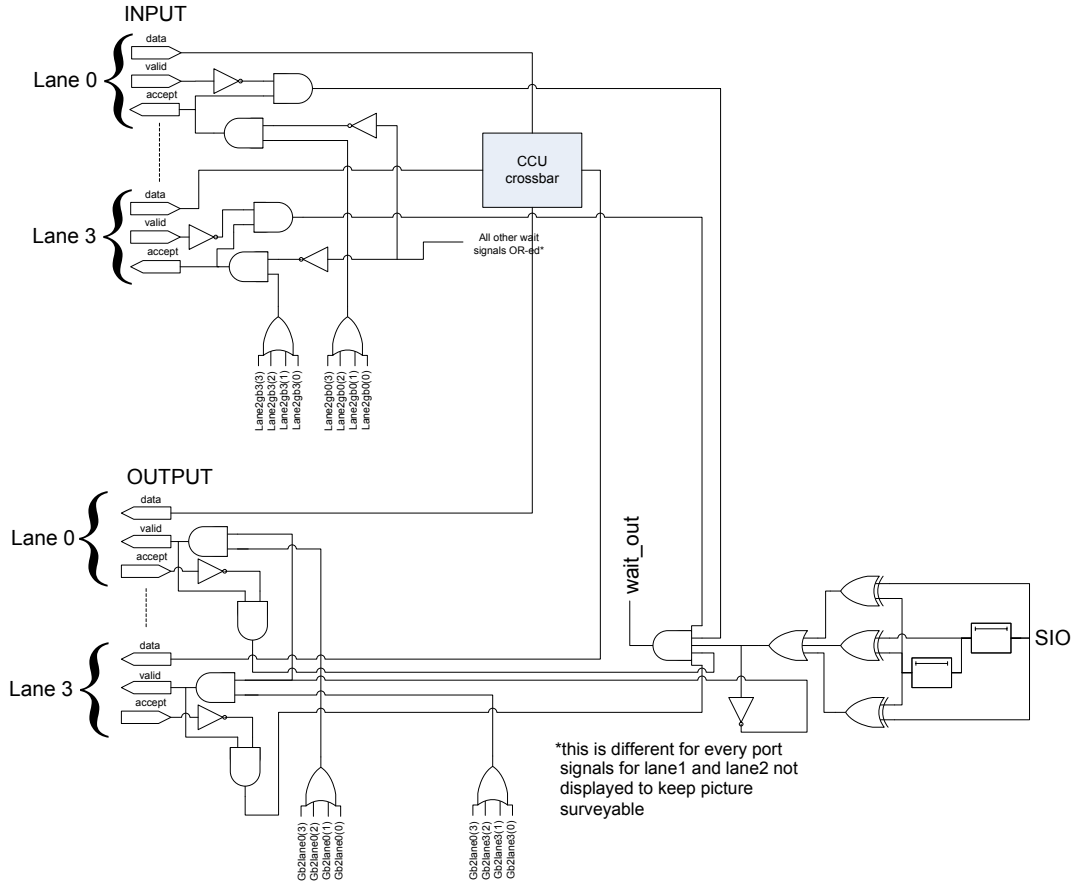 INPUT
data
valid
accept
Lane 0
data
valid
accept
Lane 3
CCU
crossbar
All other wait
signals OR-ed*
Lane2gb3(3)
Lane2gb3(2)
Lane2gb3(1)
Lane2gb3(0)
Lane2gb0(3)
Lane2gb0(2)
Lane2gb0(1)
Lane2gb0(0)
OUTPUT
data
valid
accept
Lane 0
data
valid
accept
Lane 3
wait_out
SIO
*this is different for every port
signals for lane1 and lane2 not
displayed to keep picture
surveyable
Gb2lane0(3)
Gb2lane0(2)
Gb2lane0(1)
Gb2lane0(0)
Gb2lane3(3)
Gb2lane3(2)
Gb2lane3(1)
Gb2lane3(0)